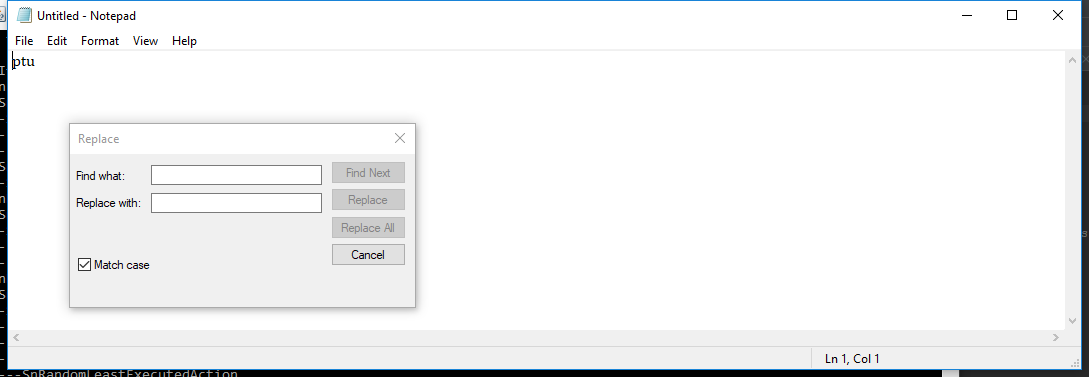 Untitled - Notepad
File Edit Format View Help
ptu
Replace
Find what:
Find Next
Replace with:
Replace
Replace All
Cancel
Match case
Ln 1, Col 1
---SnRandomLeastExecutedAction